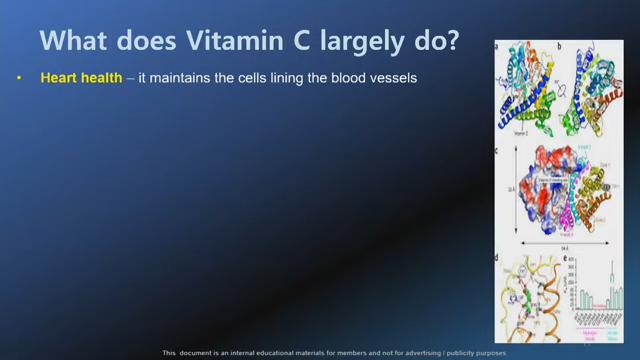 What does Vitamin C largely do?
• Heart health – it maintains the cells lining the blood vessels
a
b
c
d
e
This document is an internal educational materials for members and not for advertising / publicity purposes